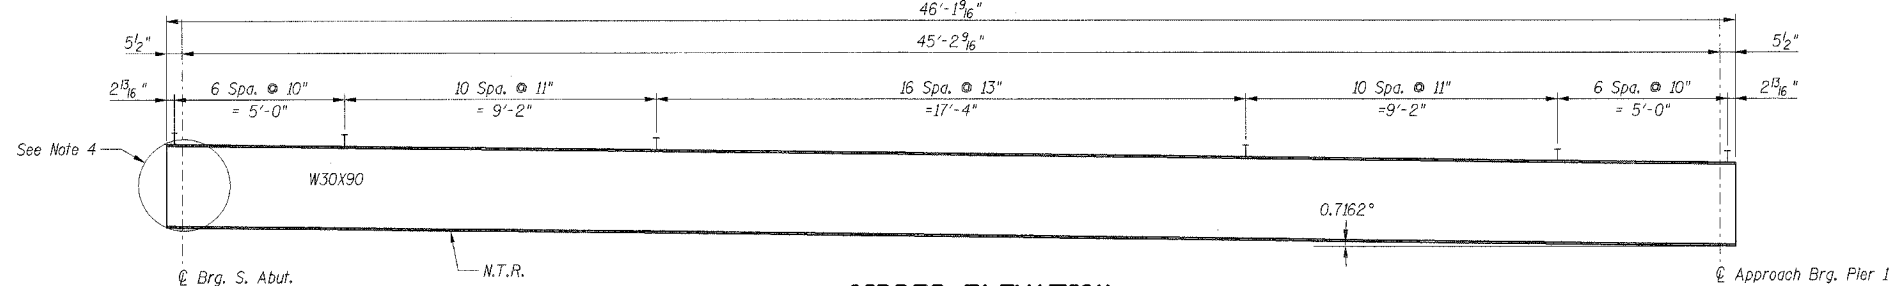 46'-1 9/16"
5 1/2" 45'-2 9/16" 5 1/2"
2 13/16" 6 Spa. @ 10" 10 Spa. @ 11" 16 Spa. @ 13" 10 Spa. @ 11" 6 Spa. @ 10" 2 13/16"
= 5'-0" = 9'-2" =17'-4" =9'-2" = 5'-0"
See Note 4
W30X90
0.7162°
℄ Brg. S. Abut.
N.T.R.
℄ Approach Brg. Pier 1